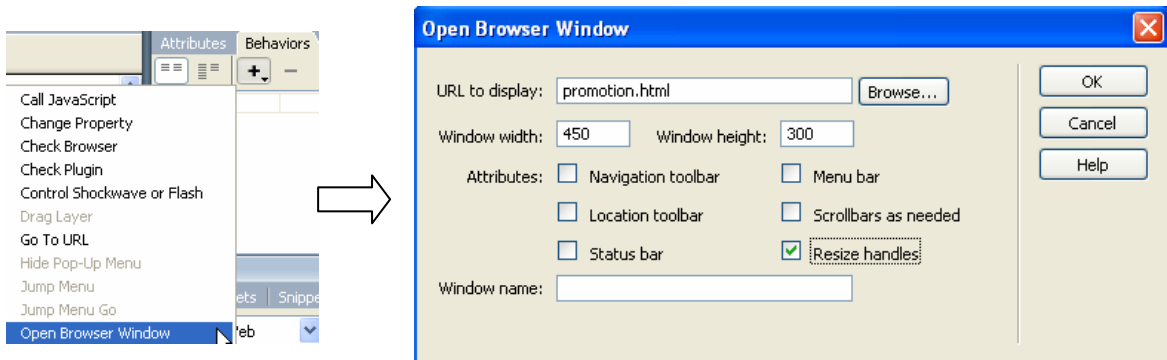 Attributes Behaviors
Call JavaScript
Change Property
Check Browser
Check Plugin
Control Shockwave or Flash
Drag Layer
Go To URL
Hide Pop-Up Menu
Jump Menu
Jump Menu Go
Open Browser Window
ets Snippe
'eb
Open Browser Window
URL to display: promotion.html Browse...
Window width: 450 Window height: 300
Attributes: Navigation toolbar Menu bar
Location toolbar Scrollbars as needed
Status bar Resize handles
Window name:
OK
Cancel
Help